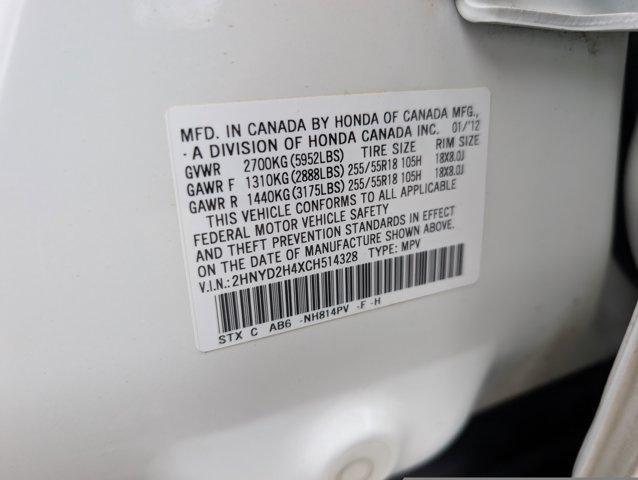 MFD. IN CANADA BY HONDA OF CANADA MFG.,
A DIVISION OF HONDA CANADA INC. 01/'12
GVWR 2700KG(5952LBS) TIRE SIZE RIM SIZE
GAWR F 1310KG(2888LBS) 255/55R18 105H 18X8.0J
GAWR R 1440KG(3175LBS) 255/55R18 105H 18X8.0J
THIS VEHICLE CONFORMS TO ALL APPLICABLE
FEDERAL MOTOR VEHICLE SAFETY
AND THEFT PREVENTION STANDARDS IN EFFECT
ON THE DATE OF MANUFACTURE SHOWN ABOVE.
V.I.N.:2HNYD2H4XCH514328 TYPE: MPV
STX C AB6 -NH814PV -F -H